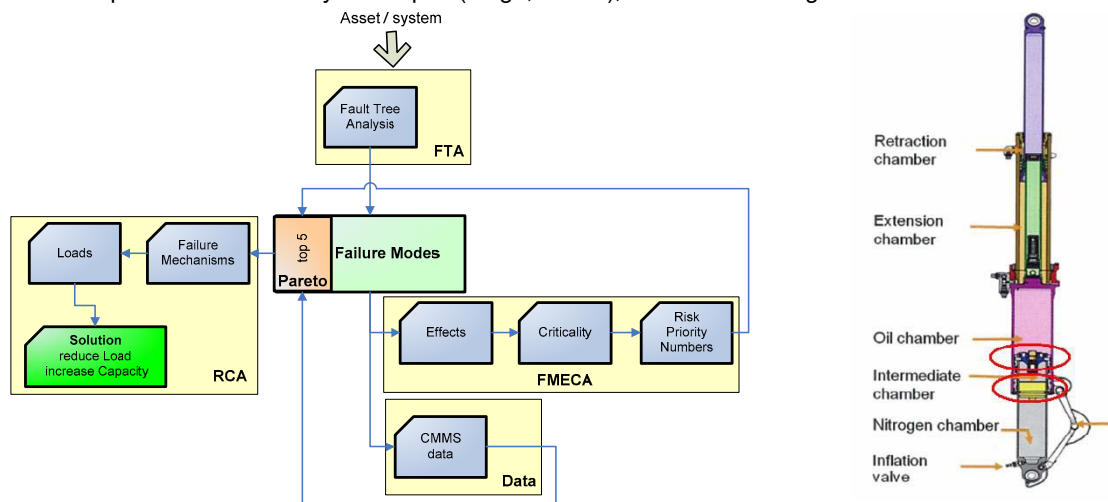 Asset / system
Fault Tree
Analysis
FTA
Loads
Failure
Mechanisms
top 5
Pareto
Failure Modes
Solution
reduce Load
increase Capacity
RCA
Effects
Criticality
Risk
Priority
Numbers
FMECA
CMMS
data
Data
Retraction
chamber
Extension
chamber
Oil chamber
Intermediate
chamber
Nitrogen chamber
Inflation
valve